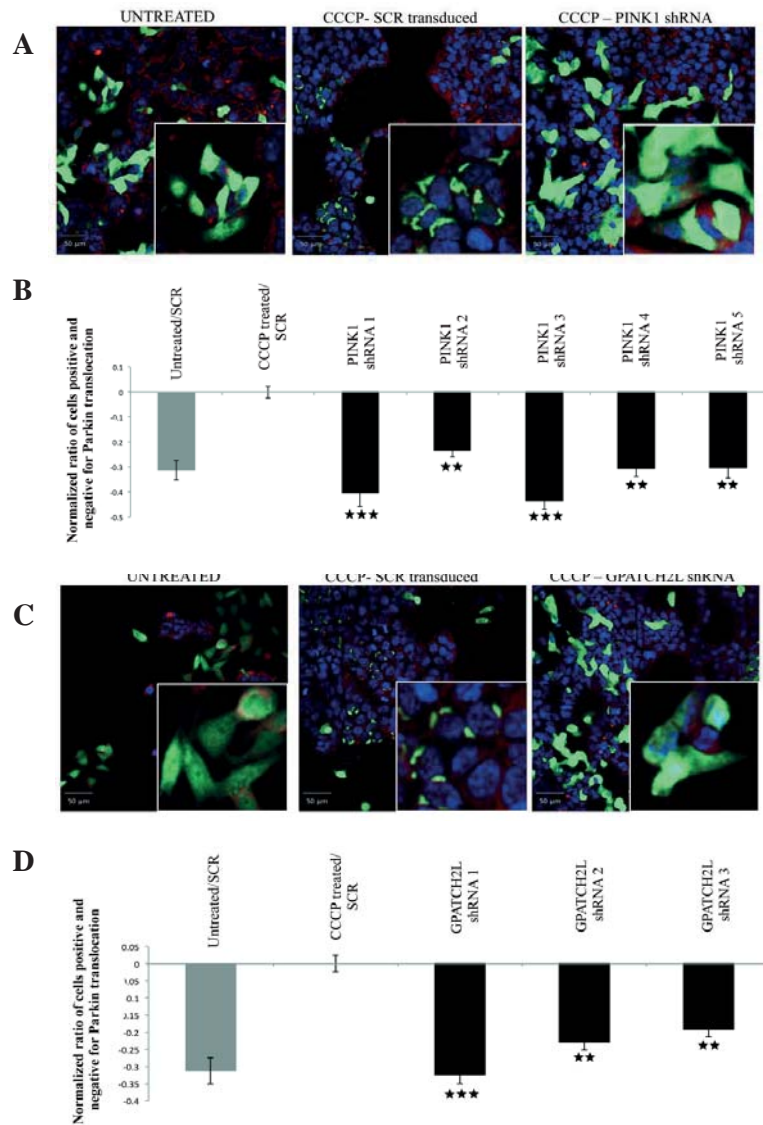 A
UNTREATED
CCCP- SCR transduced
CCCP – PINK1 shRNA
50 µm
50 µm
50 µm
B
Normalized ratio of cells positive and
negative for Parkin translocation
Untreated/SCR
CCCP treated/
SCR
PINK1
shRNA 1
PINK1
shRNA 2
PINK1
shRNA 3
PINK1
shRNA 4
PINK1
shRNA 5
0.1
0
-0.1
-0.2
-0.3
-0.4
-0.5
★★★
★★
★★★
★★
★★
C
UNTREATED
CCCP- SCR transduced
CCCP – GPATCH2L shRNA
50 µm
50 µm
50 µm
D
Normalized ratio of cells positive and
negative for Parkin translocation
Untreated/SCR
CCCP treated/
SCR
GPATCH2L
shRNA 1
GPATCH2L
shRNA 2
GPATCH2L
shRNA 3
0.05
0
0.05
0.1
0.15
-0.2
-0.25
-0.3
-0.35
-0.4
★★★
★★
★★